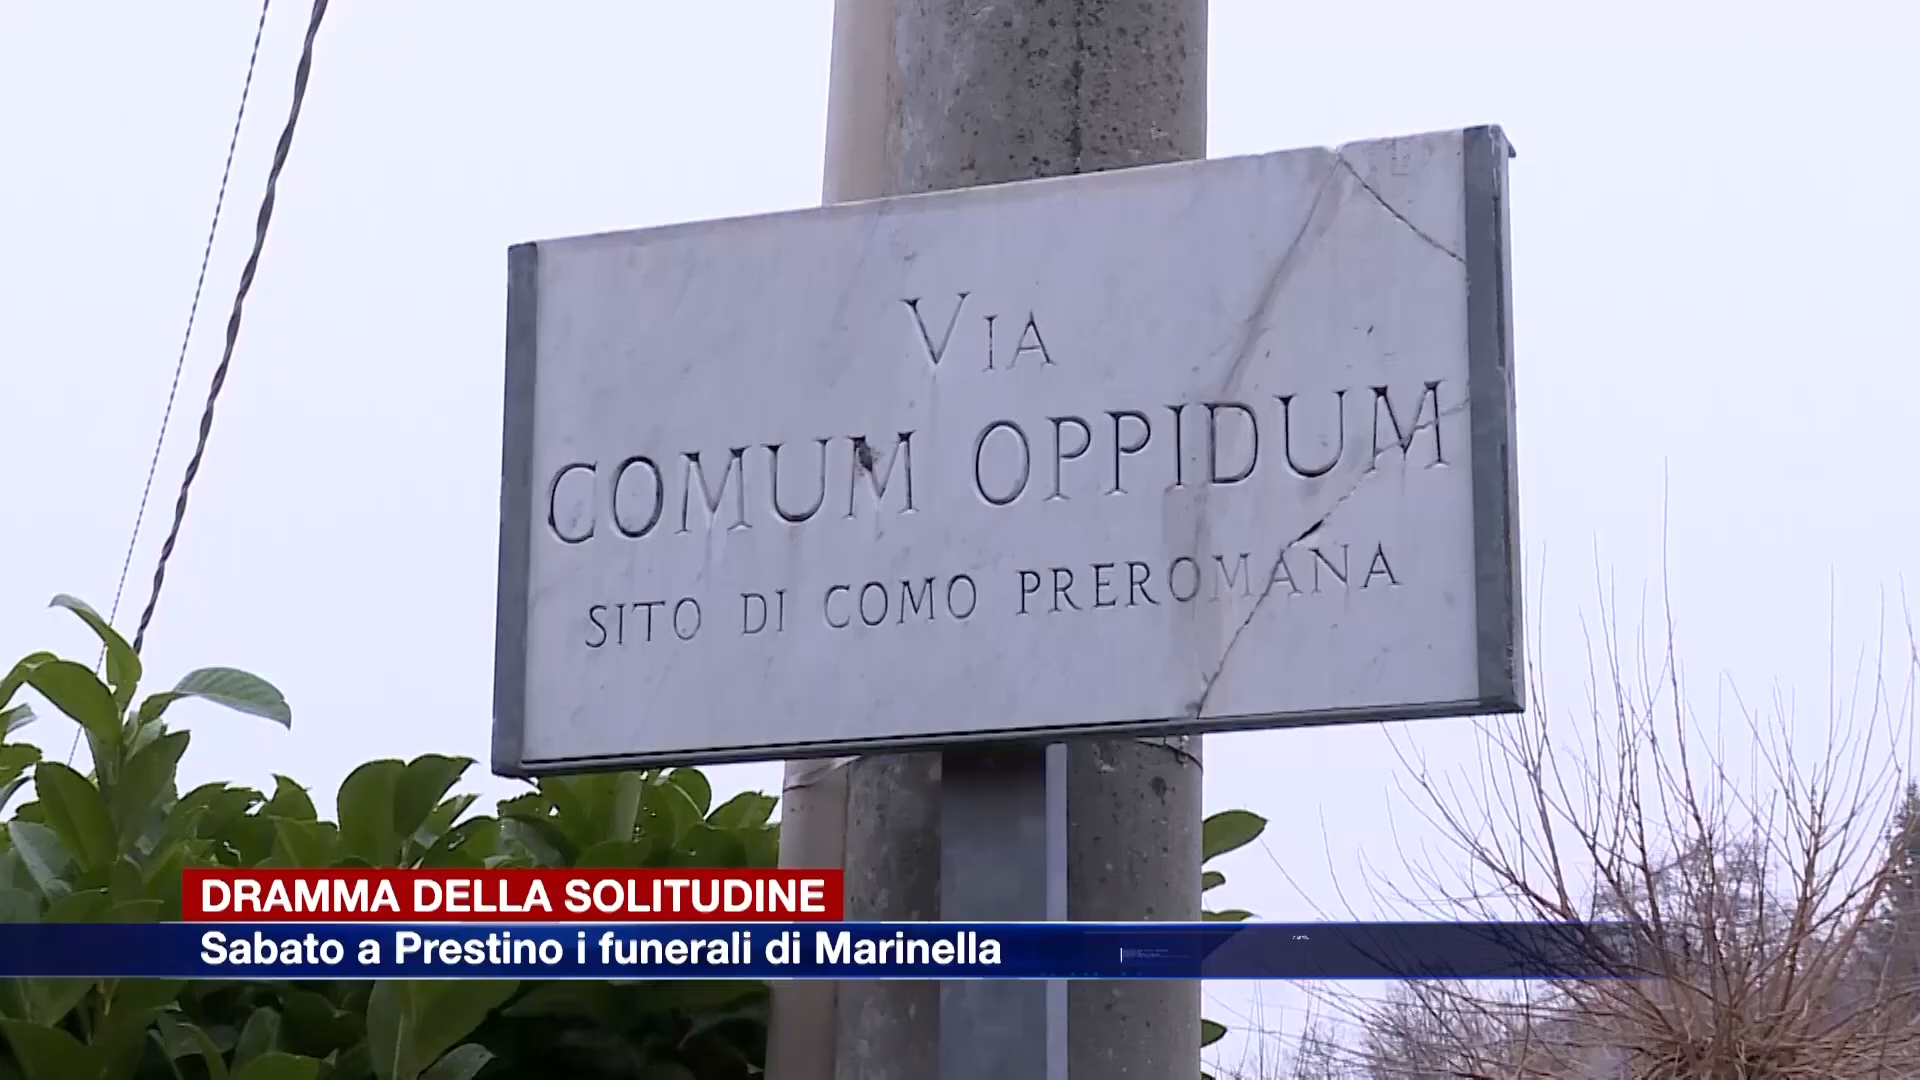 VIA
COMUM OPPIDUM
SITO DI COMO PREROMANA
DRAMMA DELLA SOLITUDINE
Sabato a Prestino i funerali di Marinella